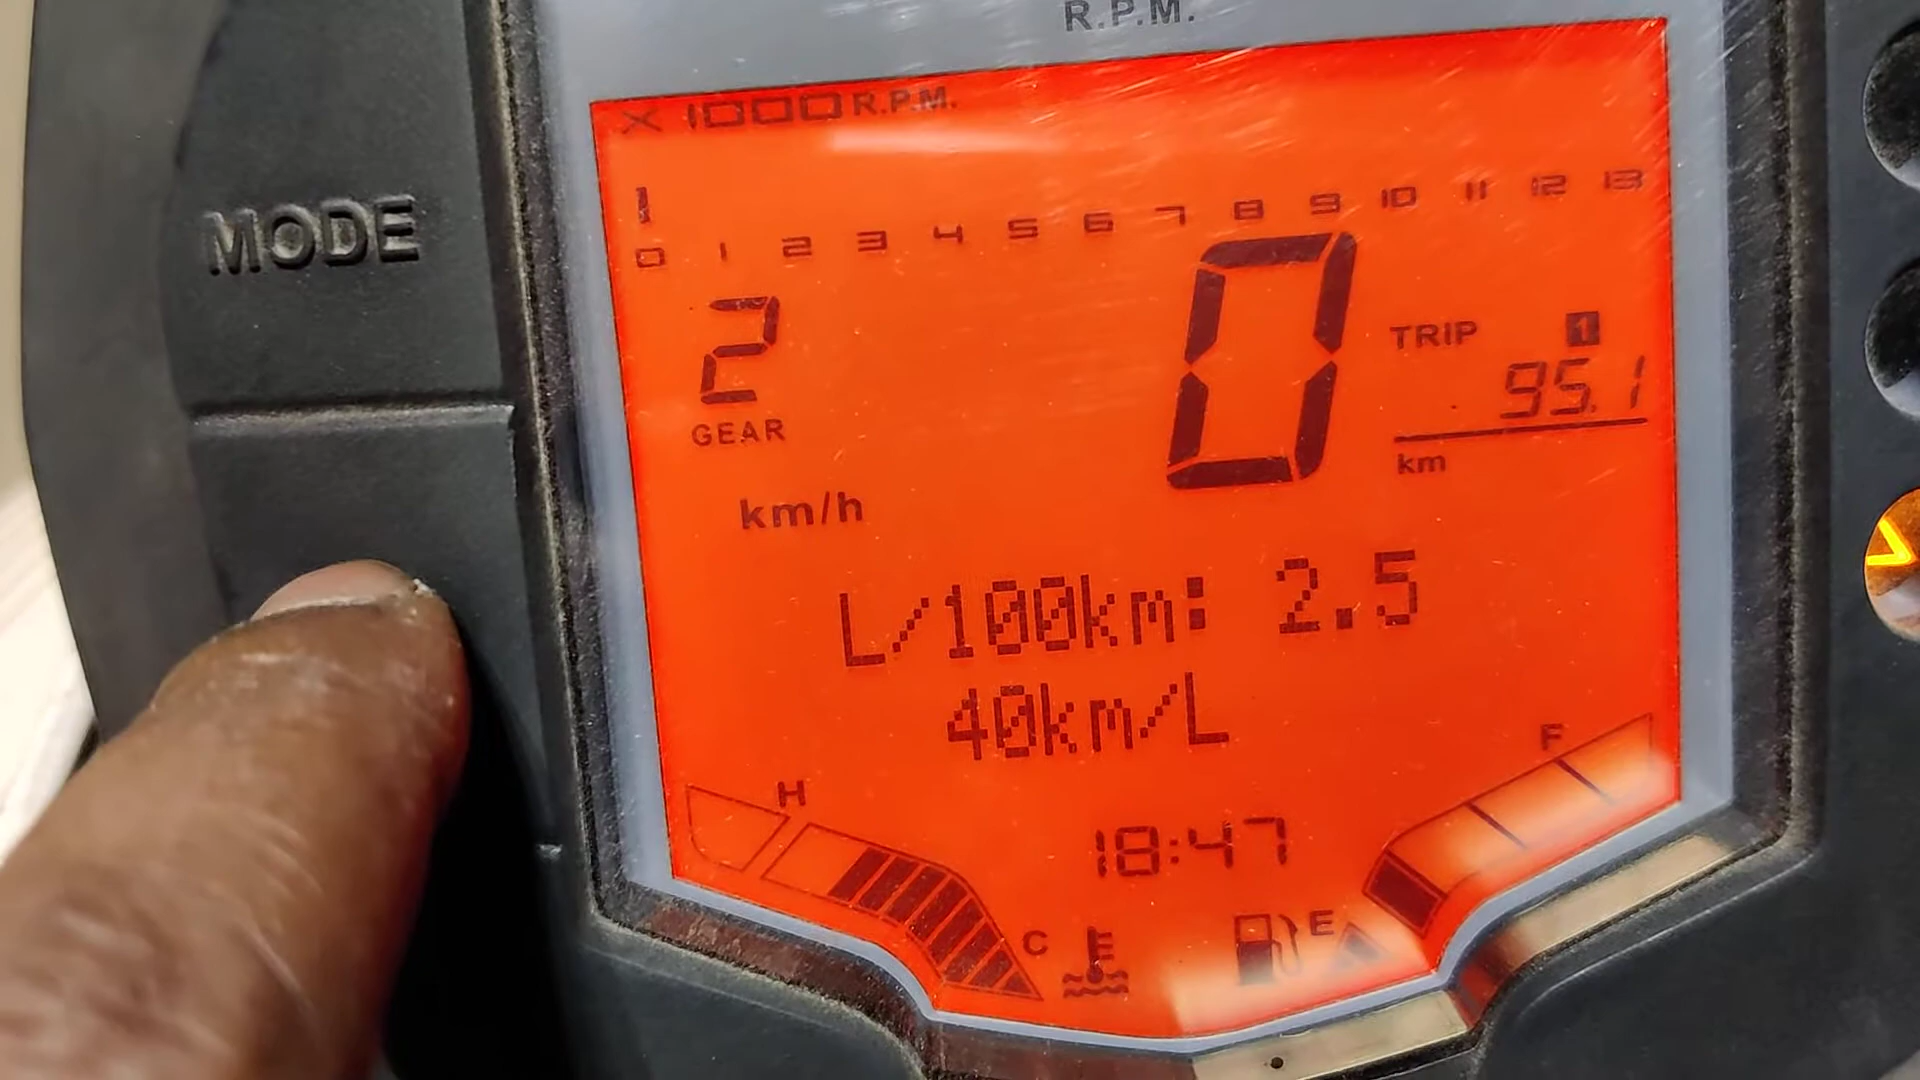 R.P.M.
X 1000 R.P.M.
MODE
0 1 2 3 4 5 6 7 8 9 10 11 12 13
2
GEAR
0
TRIP 1
95.1
km
km/h
L/100km: 2.5
40km/L
H
F
18:47
C
E